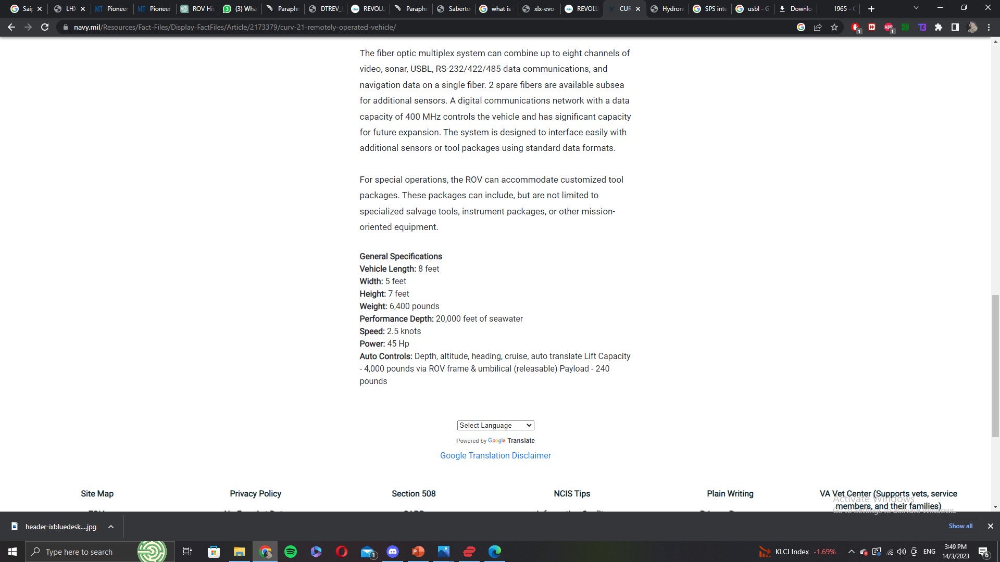 Saip
LHX
Pioneer
Pioneer
ROV His
(3) Wha
Paraphr
DTREV_
REVOLU
Paraphr
Saberto
what is
xlx-evo-
REVOLU
CUR
Hydron
SPS inte
usbl - G
Downlo
1965 -
navy.mil/Resources/Fact-Files/Display-FactFiles/Article/2173379/curv-21-remotely-operated-vehicle/
The fiber optic multiplex system can combine up to eight channels of
video, sonar, USBL, RS-232/422/485 data communications, and
navigation data on a single fiber. 2 spare fibers are available subsea
for additional sensors. A digital communications network with a data
capacity of 400 MHz controls the vehicle and has significant capacity
for future expansion. The system is designed to interface easily with
additional sensors or tool packages using standard data formats.
For special operations, the ROV can accommodate customized tool
packages. These packages can include, but are not limited to
specialized salvage tools, instrument packages, or other mission-
oriented equipment.
General Specifications
Vehicle Length: 8 feet
Width: 5 feet
Height: 7 feet
Weight: 6,400 pounds
Performance Depth: 20,000 feet of seawater
Speed: 2.5 knots
Power: 45 Hp
Auto Controls: Depth, altitude, heading, cruise, auto translate Lift Capacity
- 4,000 pounds via ROV frame & umbilical (releasable) Payload - 240
pounds
Select Language
Powered by Google Translate
Google Translation Disclaimer
Site Map
Privacy Policy
Section 508
NCIS Tips
Plain Writing
VA Vet Center (Supports vets, service
members, and their families)
Activate Windows
Go to Settings to activate Windows.
header-ixbluedesk....jpg
Show all
Type here to search
KLCI Index -1.69%
ENG
3:49 PM
14/3/2023